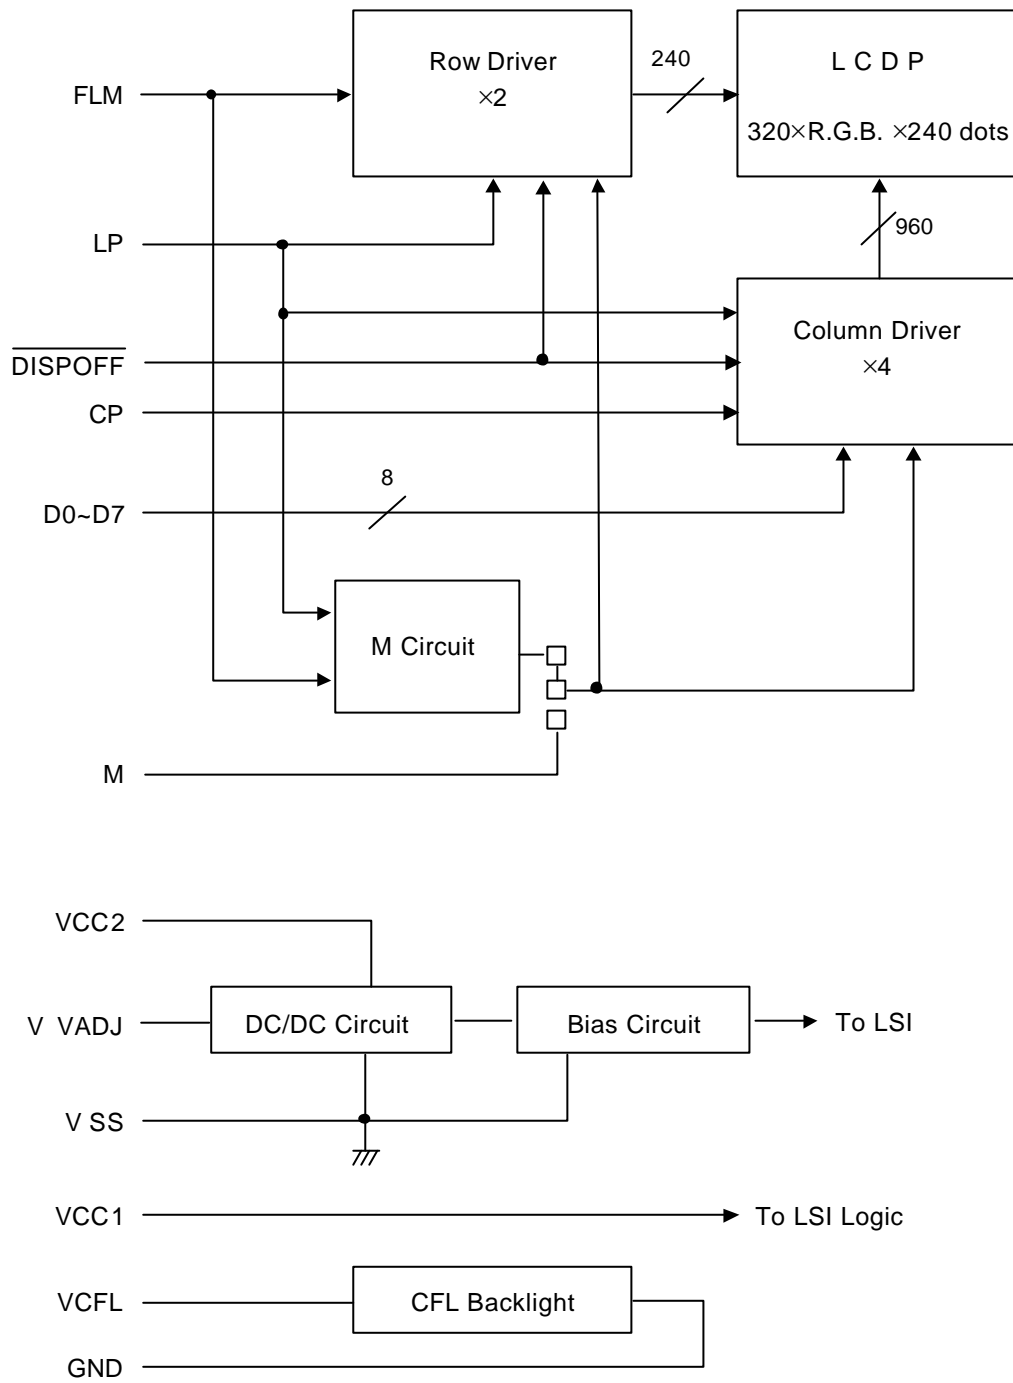 Row Driver
×2
240
L C D P
320×R.G.B. ×240 dots
FLM
LP
960
Column Driver
×4
DISPOFF
CP
8
D0~D7
M Circuit
M
VCC2
V VADJ
DC/DC Circuit
Bias Circuit
To LSI
V SS
VCC1
To LSI Logic
VCFL
CFL Backlight
GND